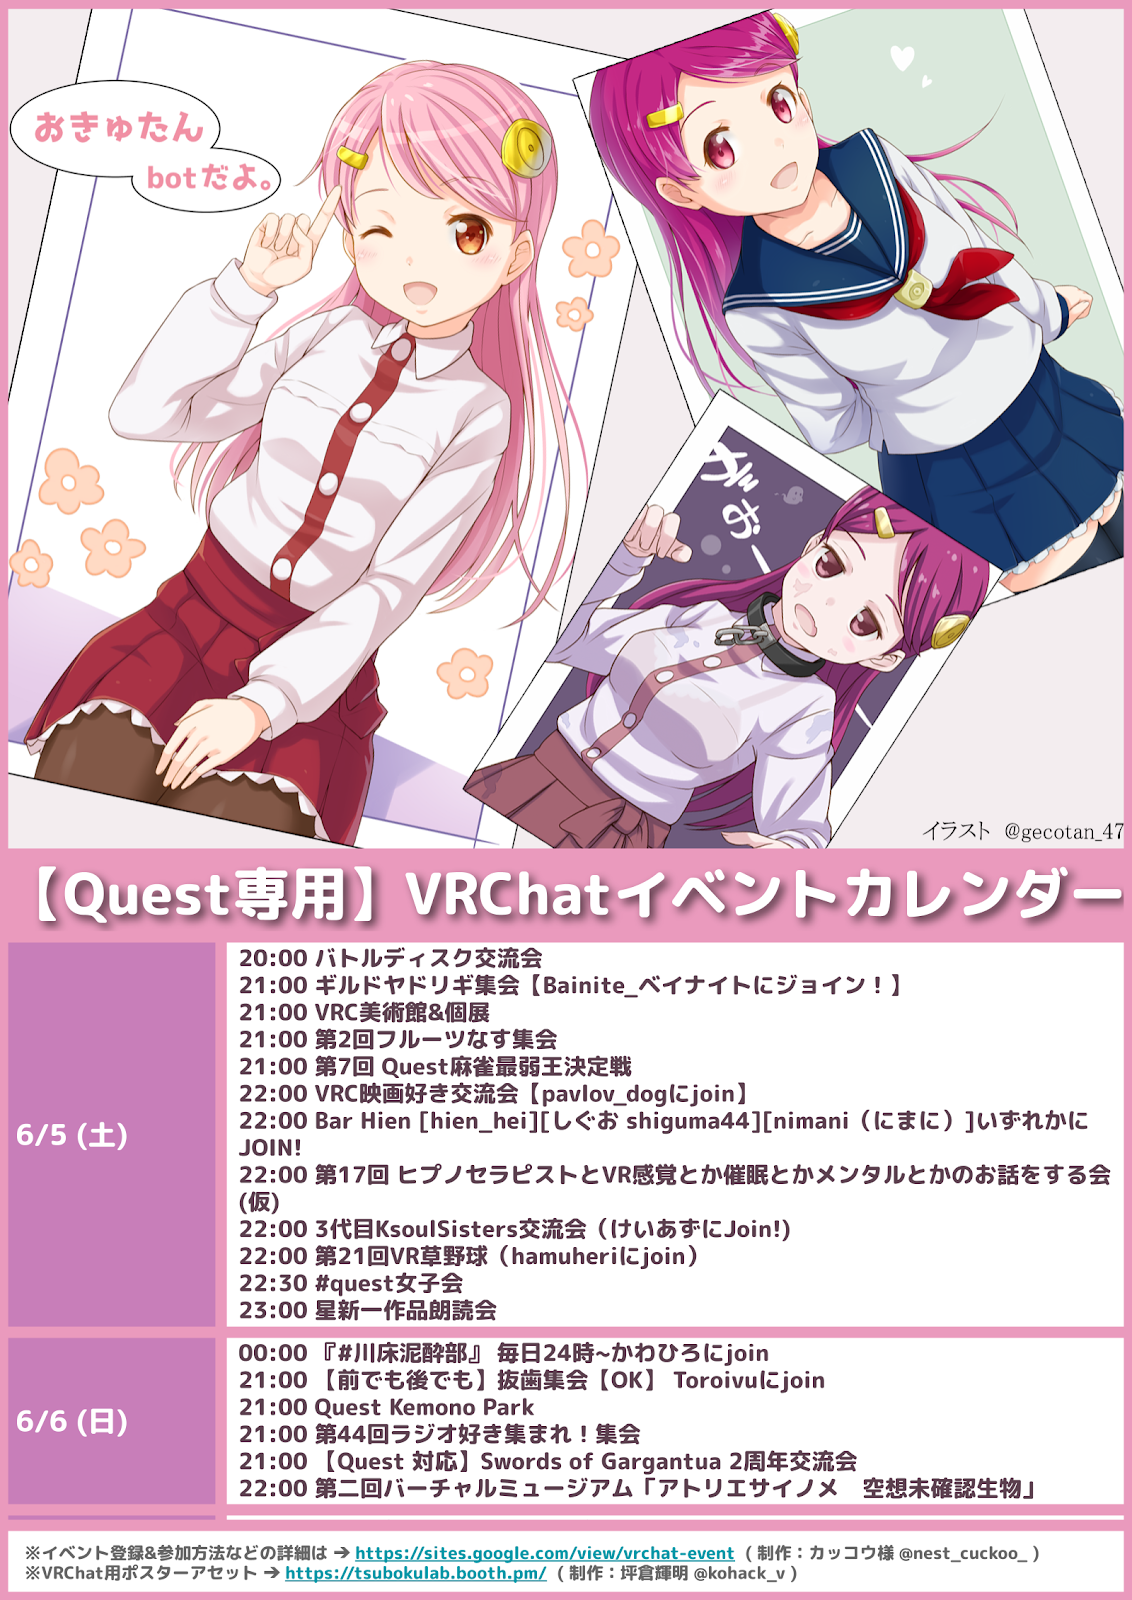 おきゅたん
botだよ。
がおー
イラスト @gecotan_47
【Quest専用】VRChatイベントカレンダー
6/5 (土)
20:00 バトルディスク交流会
21:00 ギルドヤドリギ集会【Bainite_ベイナイトにジョイン！】
21:00 VRC美術館&個展
21:00 第2回フルーツなす集会
21:00 第7回 Quest麻雀最弱王決定戦
22:00 VRC映画好き交流会【pavlov_dogにjoin】
22:00 Bar Hien [hien_hei][しぐお shiguma44][nimani（にまに）]いずれかに
JOIN!
22:00 第17回 ヒプノセラピストとVR感覚とか催眠とかメンタルとかのお話をする会
(仮)
22:00 3代目KsoulSisters交流会（けいあずにJoin!)
22:00 第21回VR草野球（hamuheriにjoin）
22:30 #quest女子会
23:00 星新一作品朗読会
6/6 (日)
00:00 『#川床泥酔部』 毎日24時~かわひろにjoin
21:00 【前でも後でも】抜歯集会【OK】 Toroivuにjoin
21:00 Quest Kemono Park
21:00 第44回ラジオ好き集まれ！集会
21:00 【Quest 対応】Swords of Gargantua 2周年交流会
22:00 第二回バーチャルミュージアム「アトリエサイノメ　空想未確認生物」
※イベント登録&参加方法などの詳細は ➔ https://sites.google.com/view/vrchat-event ( 制作：カッコウ様 @nest_cuckoo_ )
※VRChat用ポスターアセット ➔ https://tsubokulab.booth.pm/ ( 制作：坪倉輝明 @kohack_v )